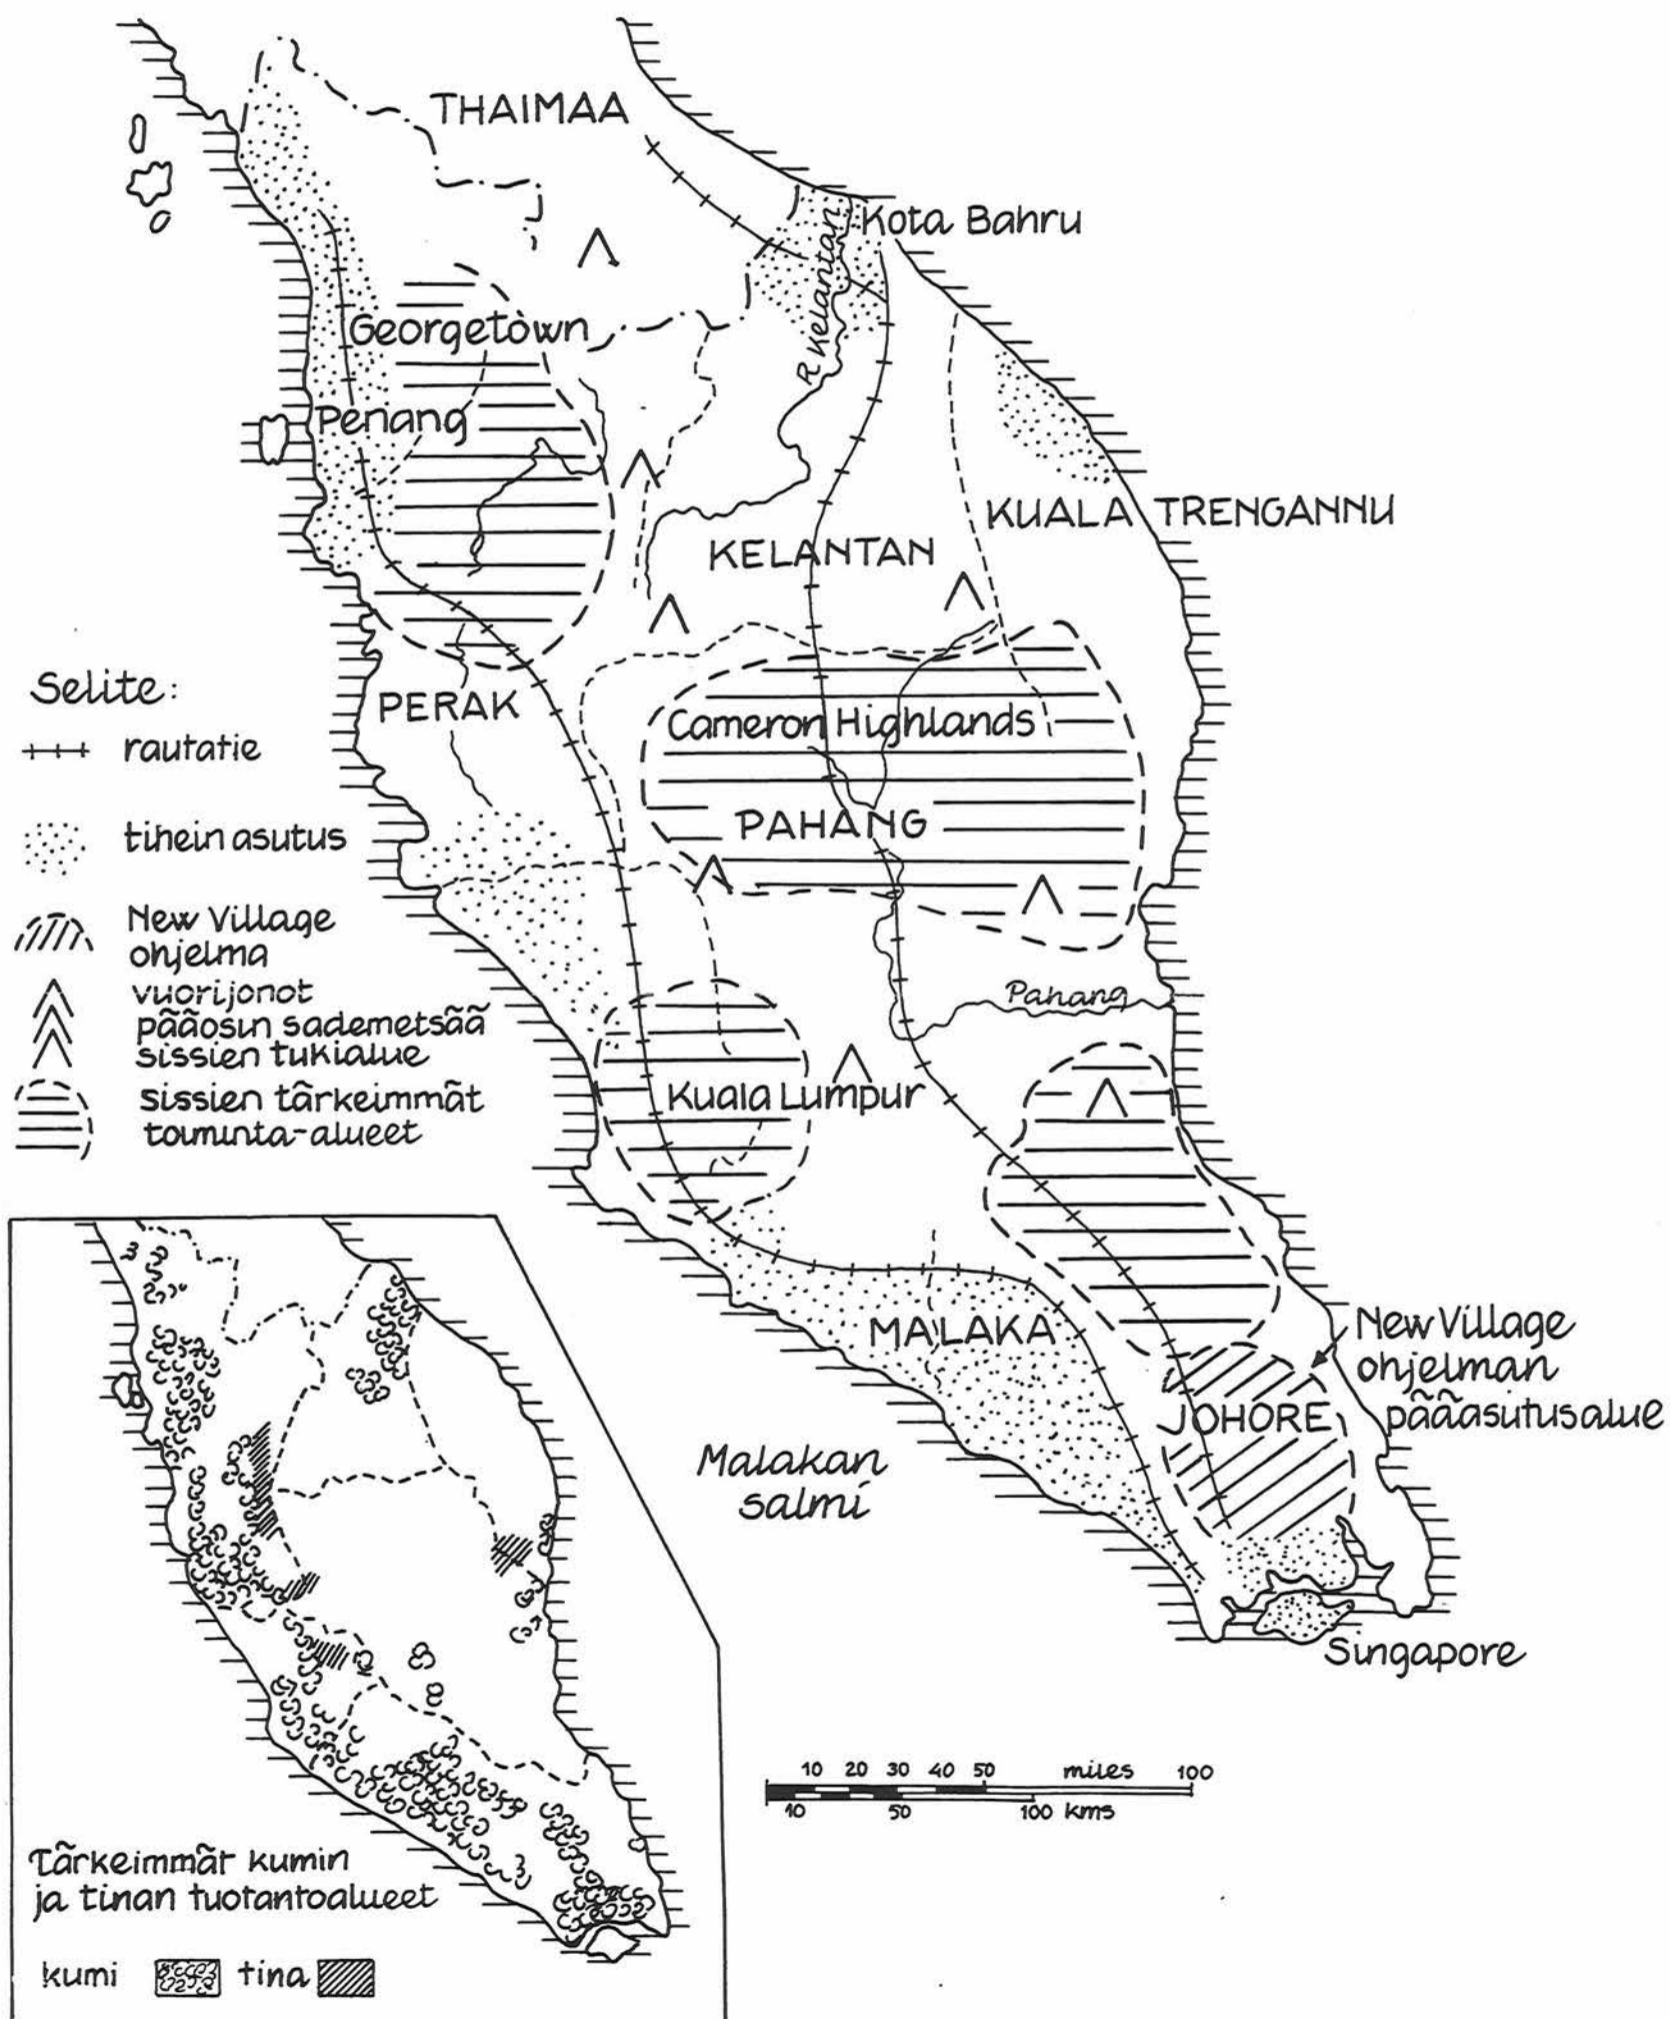 THAIMAA
Kota Bahru
R Kelantan
Georgetown
Penang
KUALA TRENGANNU
KELANTAN
PERAK
Cameron Highlands
PAHANG
Pahang
Kuala Lumpur
MALAKA
JOHORE
New Village
ohjelman
pääasutusalue
Malakan
salmi
Singapore
Selite:
rautatie
tihein asutus
New Village
ohjelma
vuorijonot
pääosin sademetsää
sissien tukialue
sissien tärkeimmät
toiminta-alueet
10 20 30 40 50 miles 100
10 50 100 kms
Tärkeimmät kumin
ja tinan tuotantoalueet
kumi tina